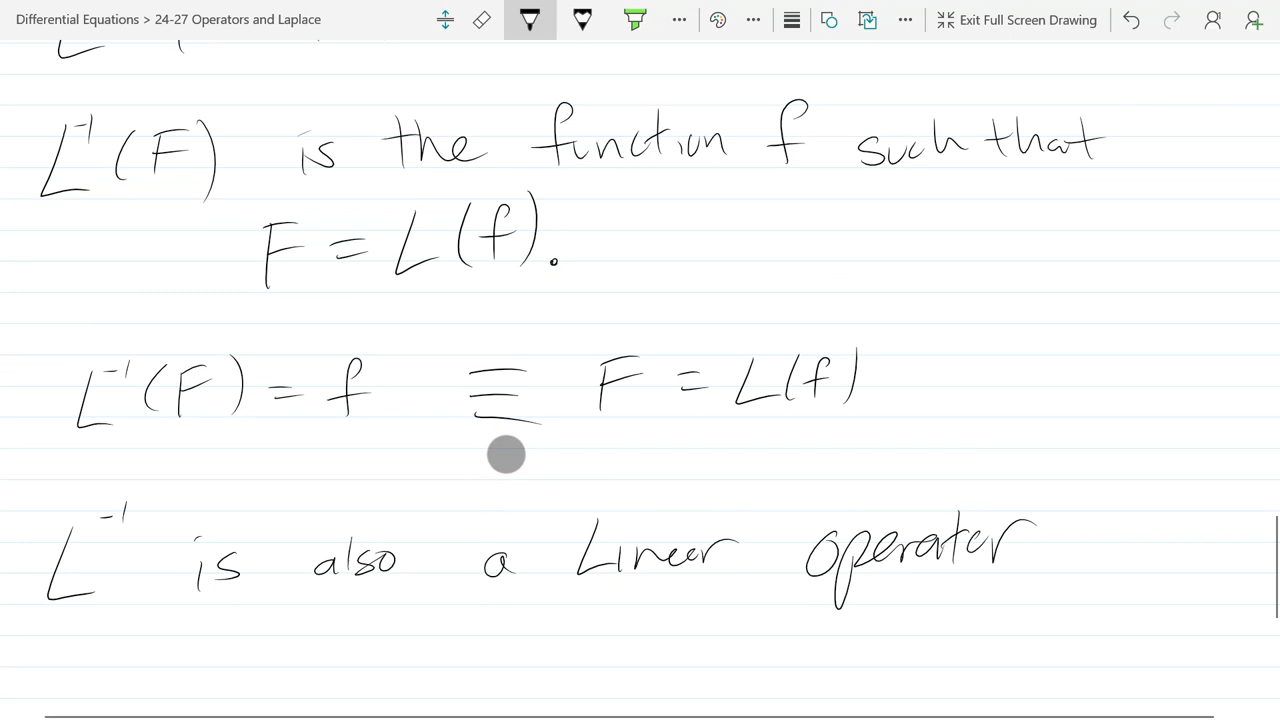 Differential Equations > 24-27 Operators and Laplace
Exit Full Screen Drawing
L⁻¹(F) is the function f such that
F = L(f).
L⁻¹(F) = f ≡ F = L(f)
L⁻¹ is also a Linear operator